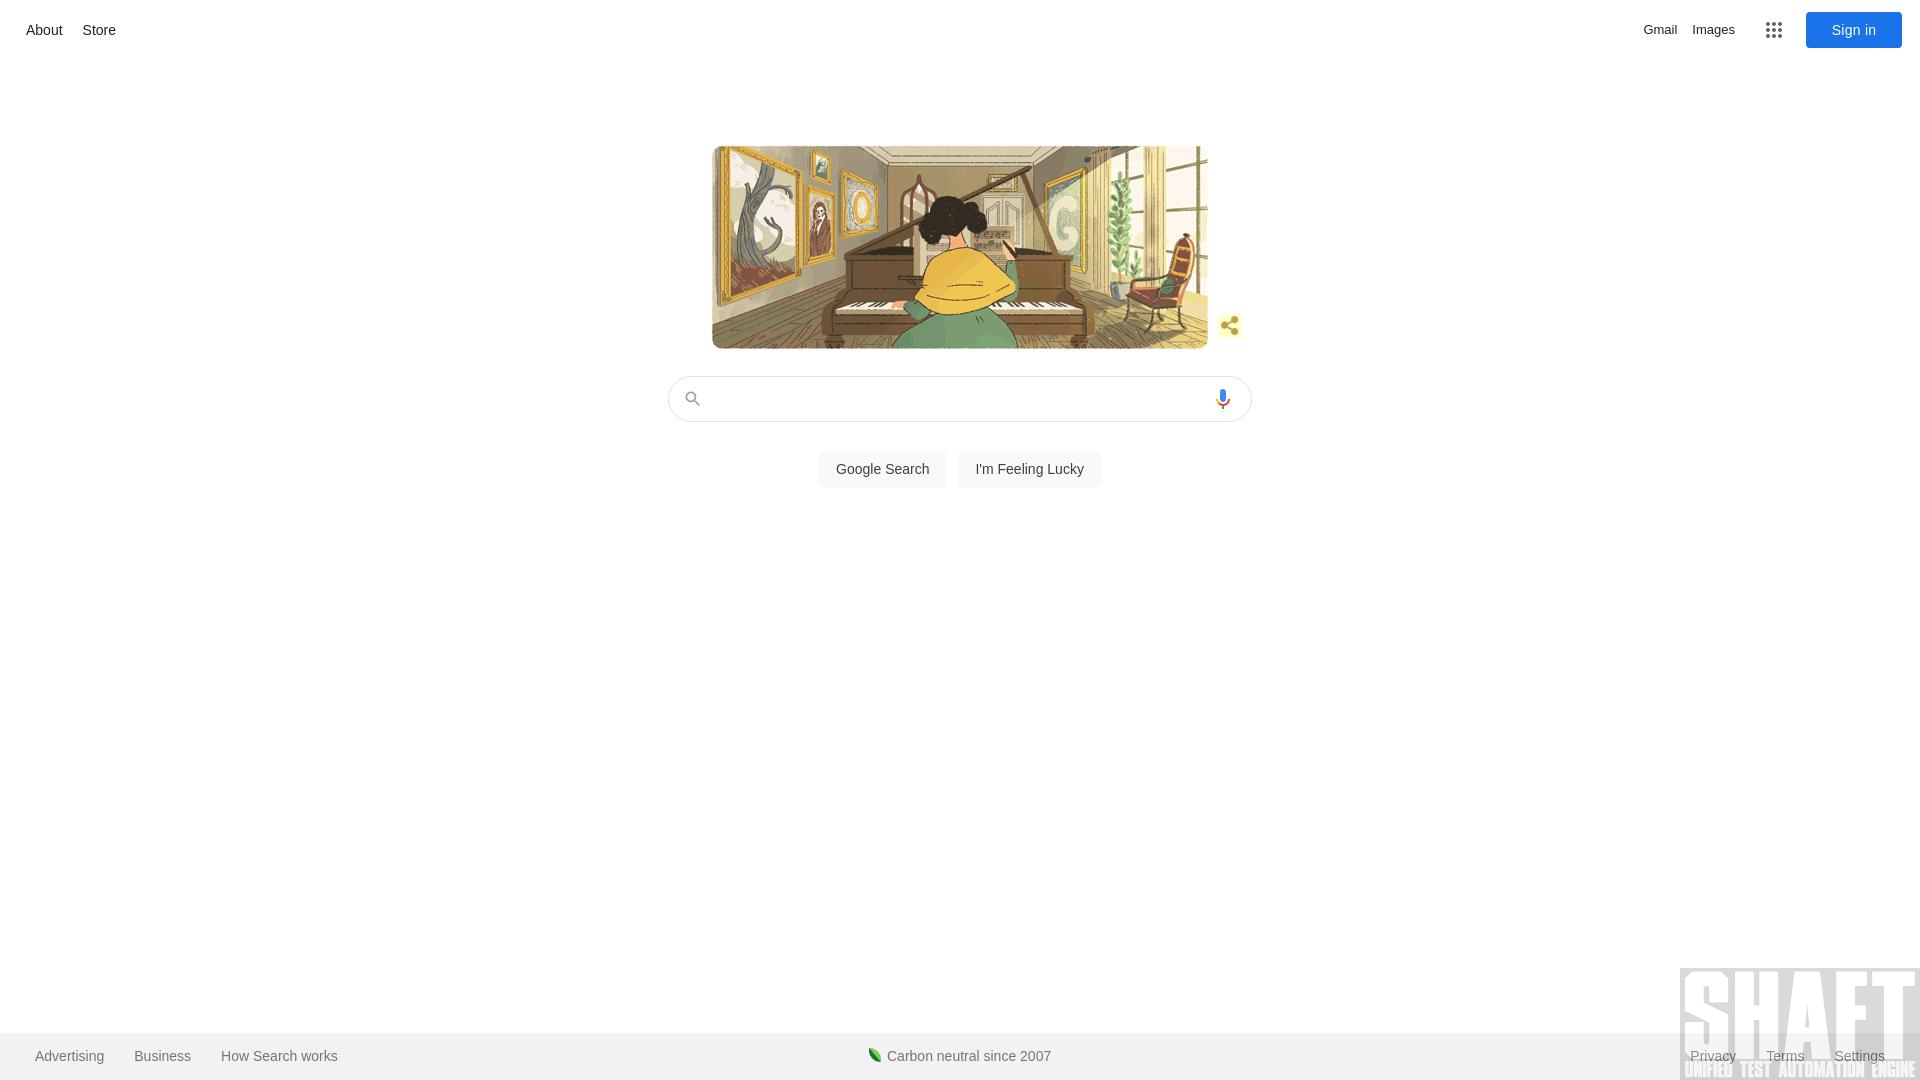 About Store Gmail Images Sign in
Google Search I'm Feeling Lucky
SHAFT
Advertising Business How Search works Carbon neutral since 2007 Privacy Terms Settings
UNIFIED TEST AUTOMATION ENGINE